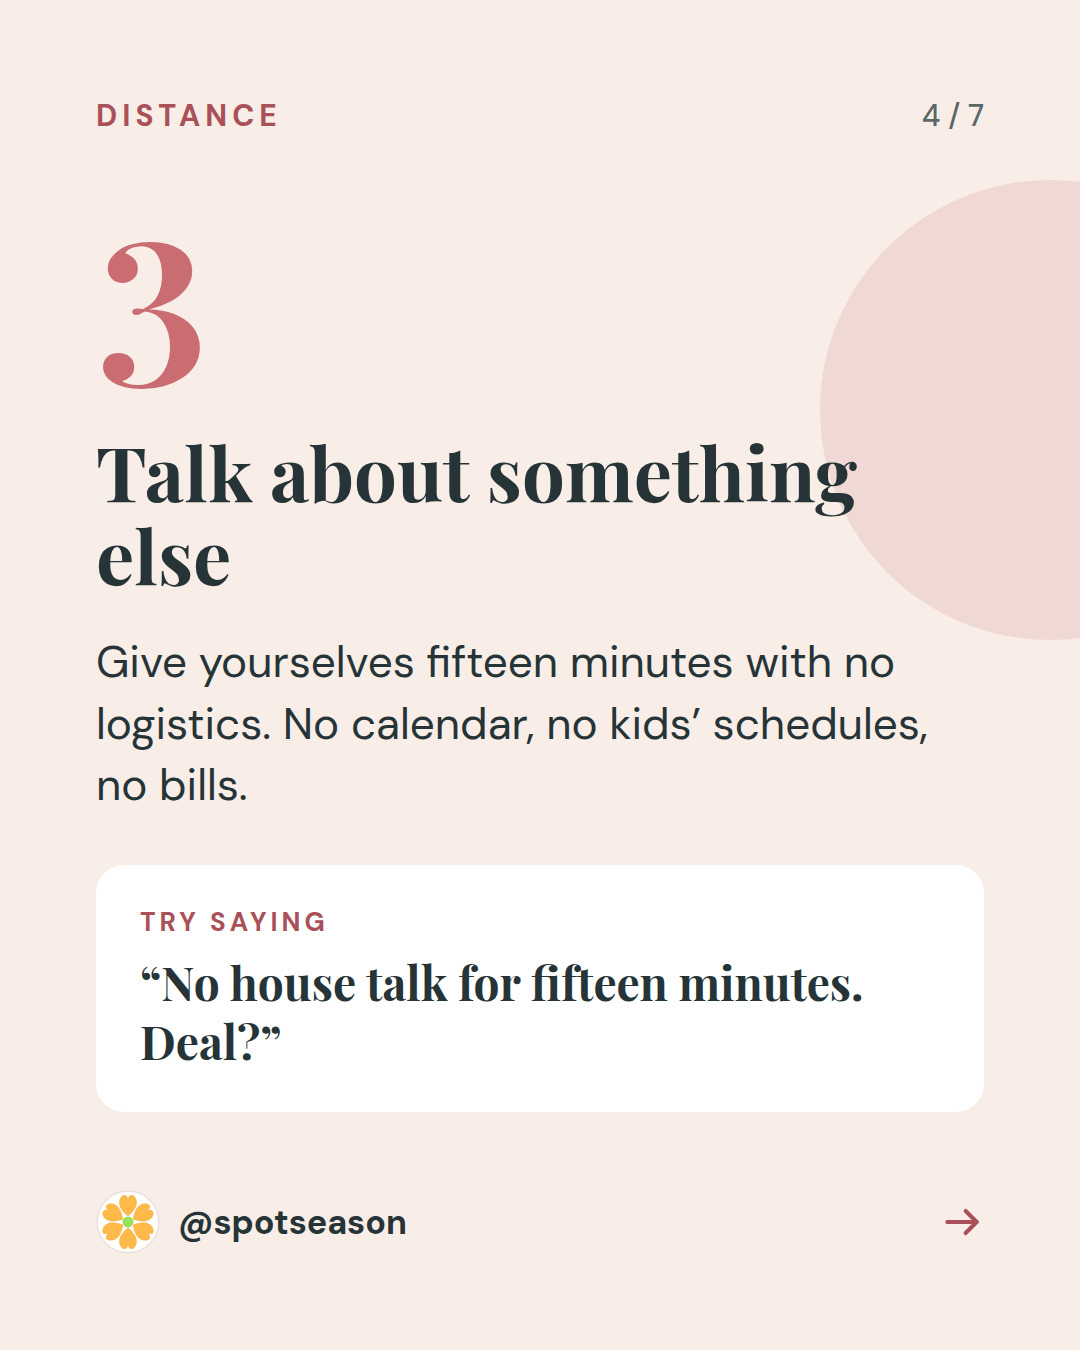 DISTANCE
4 / 7
3
Talk about something
else
Give yourselves fifteen minutes with no
logistics. No calendar, no kids’ schedules,
no bills.
TRY SAYING
“No house talk for fifteen minutes.
Deal?”
@spotseason